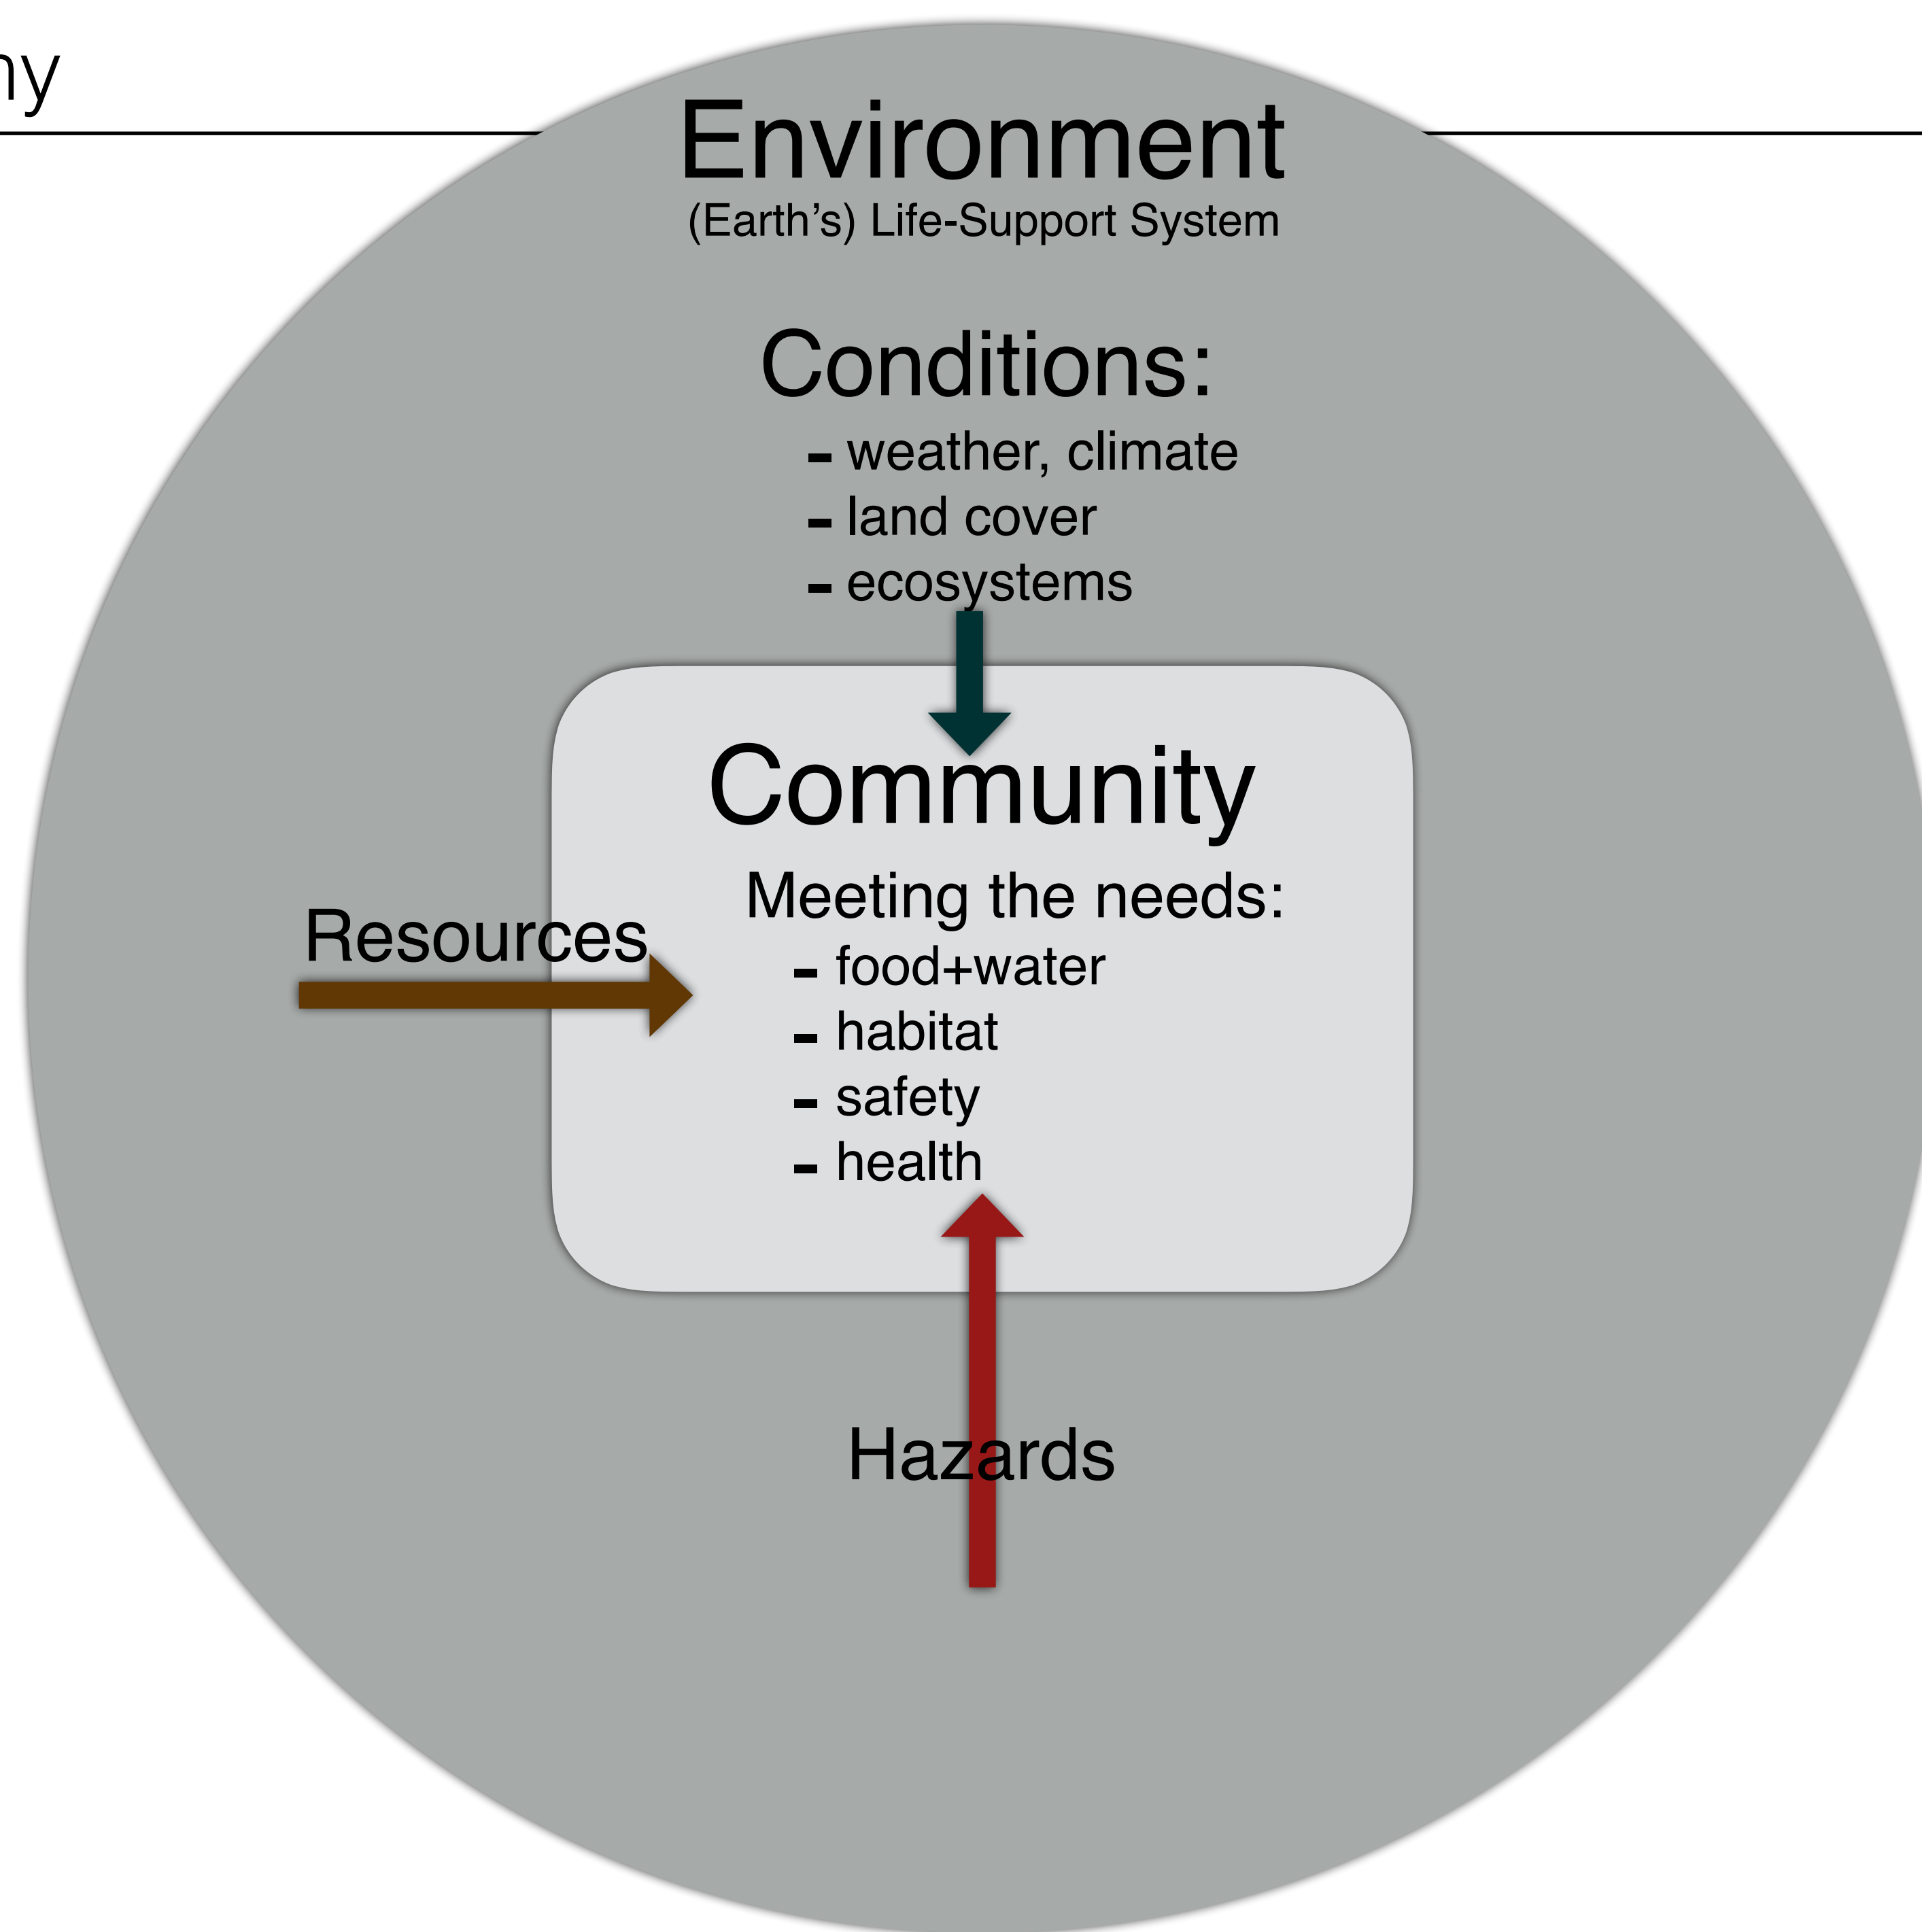 Environment
(Earth's) Life-Support System
Conditions:
- weather, climate
- land cover
- ecosystems
Community
Meeting the needs:
- food+water
- habitat
- safety
- health
Resources
Hazards